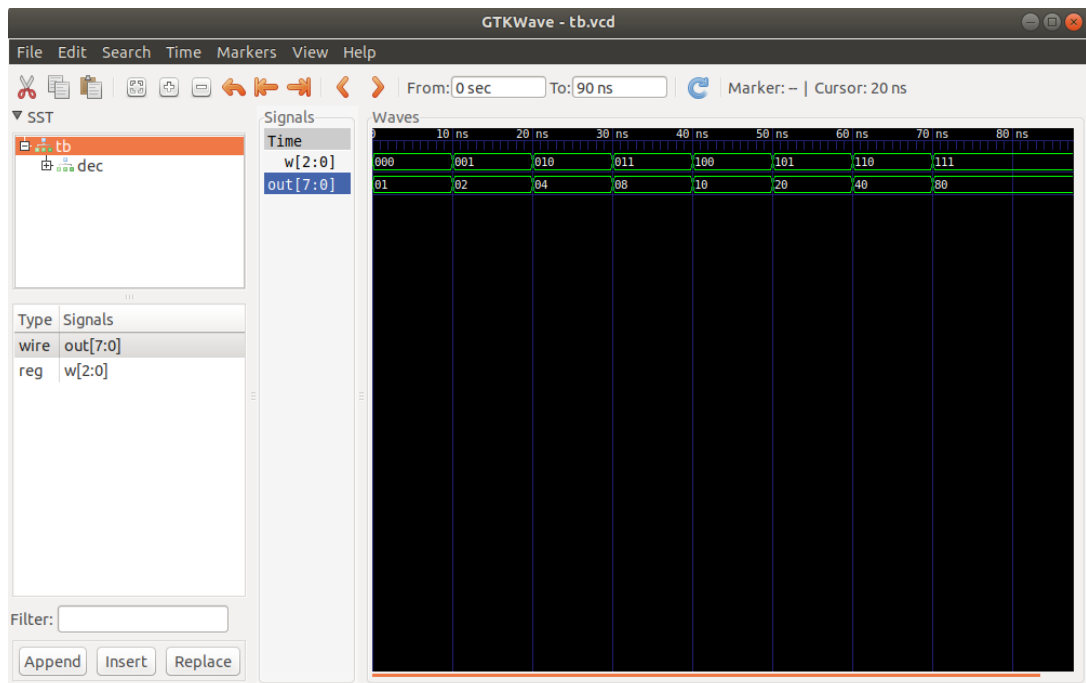 GTKWave - tb.vcd
File Edit Search Time Markers View Help
From: 0 sec To: 90 ns Marker: -- | Cursor: 20 ns
SST
tb
dec
Type Signals
wire out[7:0]
reg w[2:0]
Filter:
Append Insert Replace
Signals
Time
w[2:0]
out[7:0]
Waves
0 10 ns 20 ns 30 ns 40 ns 50 ns 60 ns 70 ns 80 ns
000 001 010 011 100 101 110 111
01 02 04 08 10 20 40 80